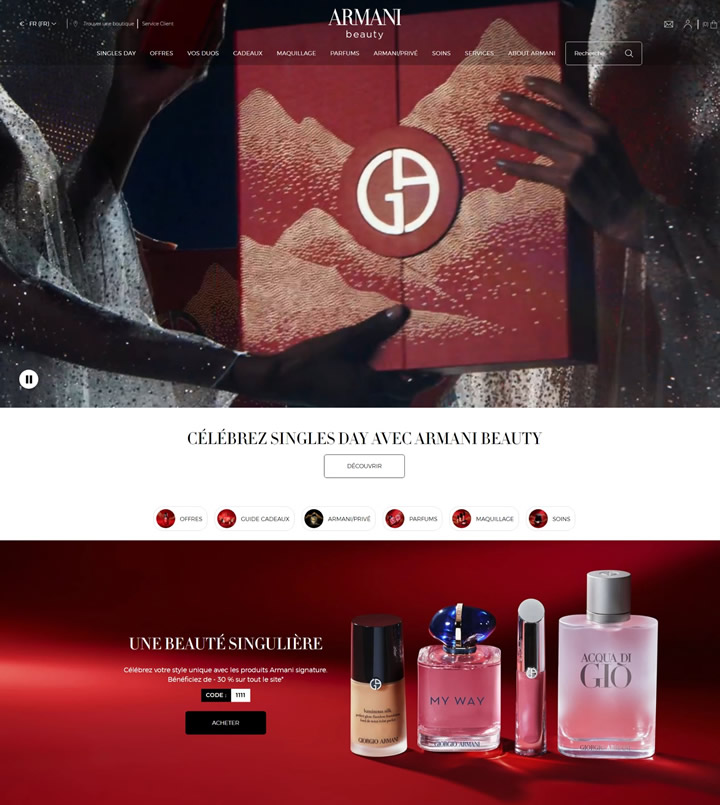 € - FR (FR)
Trouver une boutique
Service Client
ARMANI
beauty
(0)
SINGLES DAY
OFFRES
VOS DUOS
CADEAUX
MAQUILLAGE
PARFUMS
ARMANI/PRIVÉ
SOINS
SERVICES
ABOUT ARMANI
Recherche
CÉLÉBREZ SINGLES DAY AVEC ARMANI BEAUTY
DÉCOUVRIR
OFFRES
GUIDE CADEAUX
ARMANI/PRIVÉ
PARFUMS
MAQUILLAGE
SOINS
UNE BEAUTÉ SINGULIÈRE
Célébrez votre style unique avec les produits Armani signature.
Bénéficiez de - 30 % sur tout le site*
CODE : 1111
ACHETER
luminous silk
GIORGIO ARMANI
MY WAY
GIORGIO ARMANI
ACQUA DI
GIÒ
GIORGIO ARMANI